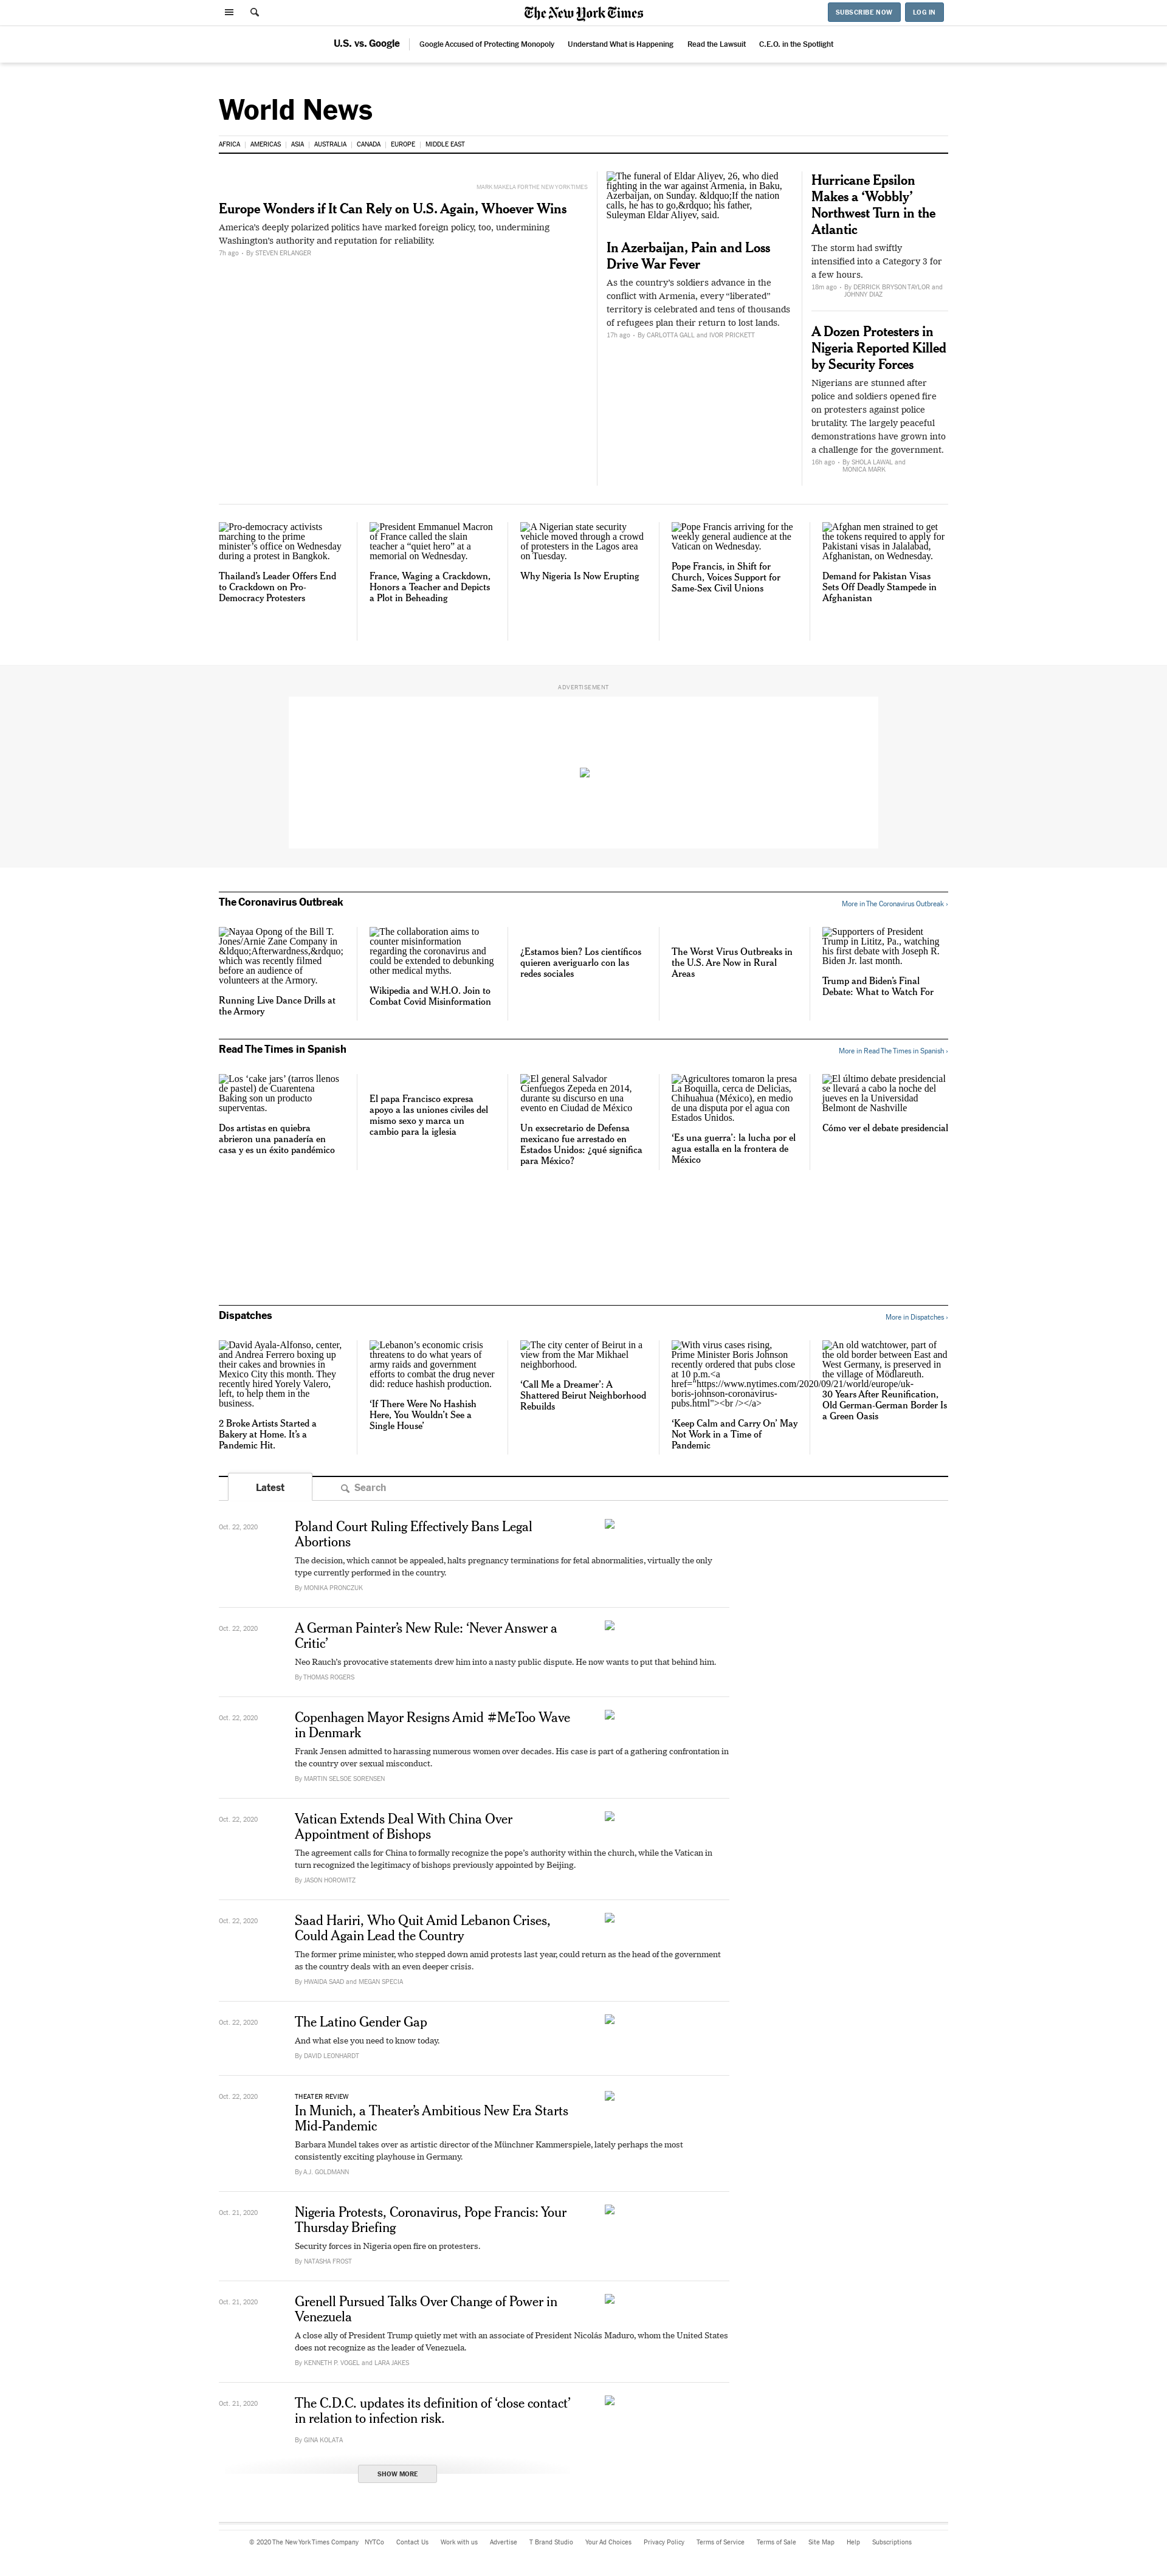 The New York Times
SUBSCRIBE NOW
LOG IN
U.S. vs. Google
Google Accused of Protecting Monopoly
Understand What is Happening
Read the Lawsuit
C.E.O. in the Spotlight
World News
AFRICA
AMERICAS
ASIA
AUSTRALIA
CANADA
EUROPE
MIDDLE EAST
MARK MAKELA FOR THE NEW YORK TIMES
Europe Wonders if It Can Rely on U.S. Again, Whoever Wins
America's deeply polarized politics have marked foreign policy, too, undermining
Washington's authority and reputation for reliability.
7h ago · By STEVEN ERLANGER
The funeral of Eldar Aliyev, 26, who died
fighting in the war against Armenia, in Baku,
Azerbaijan, on Sunday. &ldquo;If the nation
calls, he has to go,&rdquo; his father,
Suleyman Eldar Aliyev, said.
In Azerbaijan, Pain and Loss
Drive War Fever
As the country's soldiers advance in the
conflict with Armenia, every “liberated”
territory is celebrated and tens of thousands
of refugees plan their return to lost lands.
17h ago · By CARLOTTA GALL and IVOR PRICKETT
Hurricane Epsilon
Makes a ‘Wobbly’
Northwest Turn in the
Atlantic
The storm had swiftly
intensified into a Category 3 for
a few hours.
18m ago · By DERRICK BRYSON TAYLOR and
JOHNNY DIAZ
A Dozen Protesters in
Nigeria Reported Killed
by Security Forces
Nigerians are stunned after
police and soldiers opened fire
on protesters against police
brutality. The largely peaceful
demonstrations have grown into
a challenge for the government.
16h ago · By SHOLA LAWAL and
MONICA MARK
Pro-democracy activists
marching to the prime
minister's office on Wednesday
during a protest in Bangkok.
Thailand's Leader Offers End
to Crackdown on Pro-
Democracy Protesters
President Emmanuel Macron
of France called the slain
teacher a “quiet hero” at a
memorial on Wednesday.
France, Waging a Crackdown,
Honors a Teacher and Depicts
a Plot in Beheading
A Nigerian state security
vehicle moved through a crowd
of protesters in the Lagos area
on Tuesday.
Why Nigeria Is Now Erupting
Pope Francis arriving for the
weekly general audience at the
Vatican on Wednesday.
Pope Francis, in Shift for
Church, Voices Support for
Same-Sex Civil Unions
Afghan men strained to get
the tokens required to apply for
Pakistani visas in Jalalabad,
Afghanistan, on Wednesday.
Demand for Pakistan Visas
Sets Off Deadly Stampede in
Afghanistan
ADVERTISEMENT
The Coronavirus Outbreak
More in The Coronavirus Outbreak ›
Nayaa Opong of the Bill T.
Jones/Arnie Zane Company in
&ldquo;Afterwardness,&rdquo;
which was recently filmed
before an audience of
volunteers at the Armory.
Running Live Dance Drills at
the Armory
The collaboration aims to
counter misinformation
regarding the coronavirus and
could be extended to debunking
other medical myths.
Wikipedia and W.H.O. Join to
Combat Covid Misinformation
¿Estamos bien? Los científicos
quieren averiguarlo con las
redes sociales
The Worst Virus Outbreaks in
the U.S. Are Now in Rural
Areas
Supporters of President
Trump in Lititz, Pa., watching
his first debate with Joseph R.
Biden Jr. last month.
Trump and Biden's Final
Debate: What to Watch For
Read The Times in Spanish
More in Read The Times in Spanish ›
Los ‘cake jars’ (tarros llenos
de pastel) de Cuarentena
Baking son un producto
superventas.
Dos artistas en quiebra
abrieron una panadería en
casa y es un éxito pandémico
El papa Francisco expresa
apoyo a las uniones civiles del
mismo sexo y marca un
cambio para la iglesia
El general Salvador
Cienfuegos Zepeda en 2014,
durante su discurso en una
evento en Ciudad de México
Un exsecretario de Defensa
mexicano fue arrestado en
Estados Unidos: ¿qué significa
para México?
Agricultores tomaron la presa
La Boquilla, cerca de Delicias,
Chihuahua (México), en medio
de una disputa por el agua con
Estados Unidos.
‘Es una guerra’: la lucha por el
agua estalla en la frontera de
México
El último debate presidencial
se llevará a cabo la noche del
jueves en la Universidad
Belmont de Nashville
Cómo ver el debate presidencial
Dispatches
More in Dispatches ›
David Ayala-Alfonso, center,
and Andrea Ferrero boxing up
their cakes and brownies in
Mexico City this month. They
recently hired Yorely Valero,
left, to help them in the
business.
2 Broke Artists Started a
Bakery at Home. It's a
Pandemic Hit.
Lebanon's economic crisis
threatens to do what years of
army raids and government
efforts to combat the drug never
did: reduce hashish production.
‘If There Were No Hashish
Here, You Wouldn't See a
Single House’
The city center of Beirut in a
view from the Mar Mikhael
neighborhood.
‘Call Me a Dreamer’: A
Shattered Beirut Neighborhood
Rebuilds
With virus cases rising,
Prime Minister Boris Johnson
recently ordered that pubs close
at 10 p.m.<a
href="https://www.nytimes.com/2020/09/21/world/europe/uk-
boris-johnson-coronavirus-
pubs.html"><br /></a>
‘Keep Calm and Carry On’ May
Not Work in a Time of
Pandemic
An old watchtower, part of
the old border between East and
West Germany, is preserved in
the village of Mödlareuth.
30 Years After Reunification,
Old German-German Border Is
a Green Oasis
Latest
Search
Oct. 22, 2020
Poland Court Ruling Effectively Bans Legal
Abortions
The decision, which cannot be appealed, halts pregnancy terminations for fetal abnormalities, virtually the only
type currently performed in the country.
By MONIKA PRONCZUK
Oct. 22, 2020
A German Painter's New Rule: ‘Never Answer a
Critic’
Neo Rauch's provocative statements drew him into a nasty public dispute. He now wants to put that behind him.
By THOMAS ROGERS
Oct. 22, 2020
Copenhagen Mayor Resigns Amid #MeToo Wave
in Denmark
Frank Jensen admitted to harassing numerous women over decades. His case is part of a gathering confrontation in
the country over sexual misconduct.
By MARTIN SELSOE SORENSEN
Oct. 22, 2020
Vatican Extends Deal With China Over
Appointment of Bishops
The agreement calls for China to formally recognize the pope's authority within the church, while the Vatican in
turn recognized the legitimacy of bishops previously appointed by Beijing.
By JASON HOROWITZ
Oct. 22, 2020
Saad Hariri, Who Quit Amid Lebanon Crises,
Could Again Lead the Country
The former prime minister, who stepped down amid protests last year, could return as the head of the government
as the country deals with an even deeper crisis.
By HWAIDA SAAD and MEGAN SPECIA
Oct. 22, 2020
The Latino Gender Gap
And what else you need to know today.
By DAVID LEONHARDT
Oct. 22, 2020
THEATER REVIEW
In Munich, a Theater's Ambitious New Era Starts
Mid-Pandemic
Barbara Mundel takes over as artistic director of the Münchner Kammerspiele, lately perhaps the most
consistently exciting playhouse in Germany.
By A.J. GOLDMANN
Oct. 21, 2020
Nigeria Protests, Coronavirus, Pope Francis: Your
Thursday Briefing
Security forces in Nigeria open fire on protesters.
By NATASHA FROST
Oct. 21, 2020
Grenell Pursued Talks Over Change of Power in
Venezuela
A close ally of President Trump quietly met with an associate of President Nicolás Maduro, whom the United States
does not recognize as the leader of Venezuela.
By KENNETH P. VOGEL and LARA JAKES
Oct. 21, 2020
The C.D.C. updates its definition of ‘close contact’
in relation to infection risk.
By GINA KOLATA
SHOW MORE
© 2020 The New York Times Company
NYTCo
Contact Us
Work with us
Advertise
T Brand Studio
Your Ad Choices
Privacy Policy
Terms of Service
Terms of Sale
Site Map
Help
Subscriptions